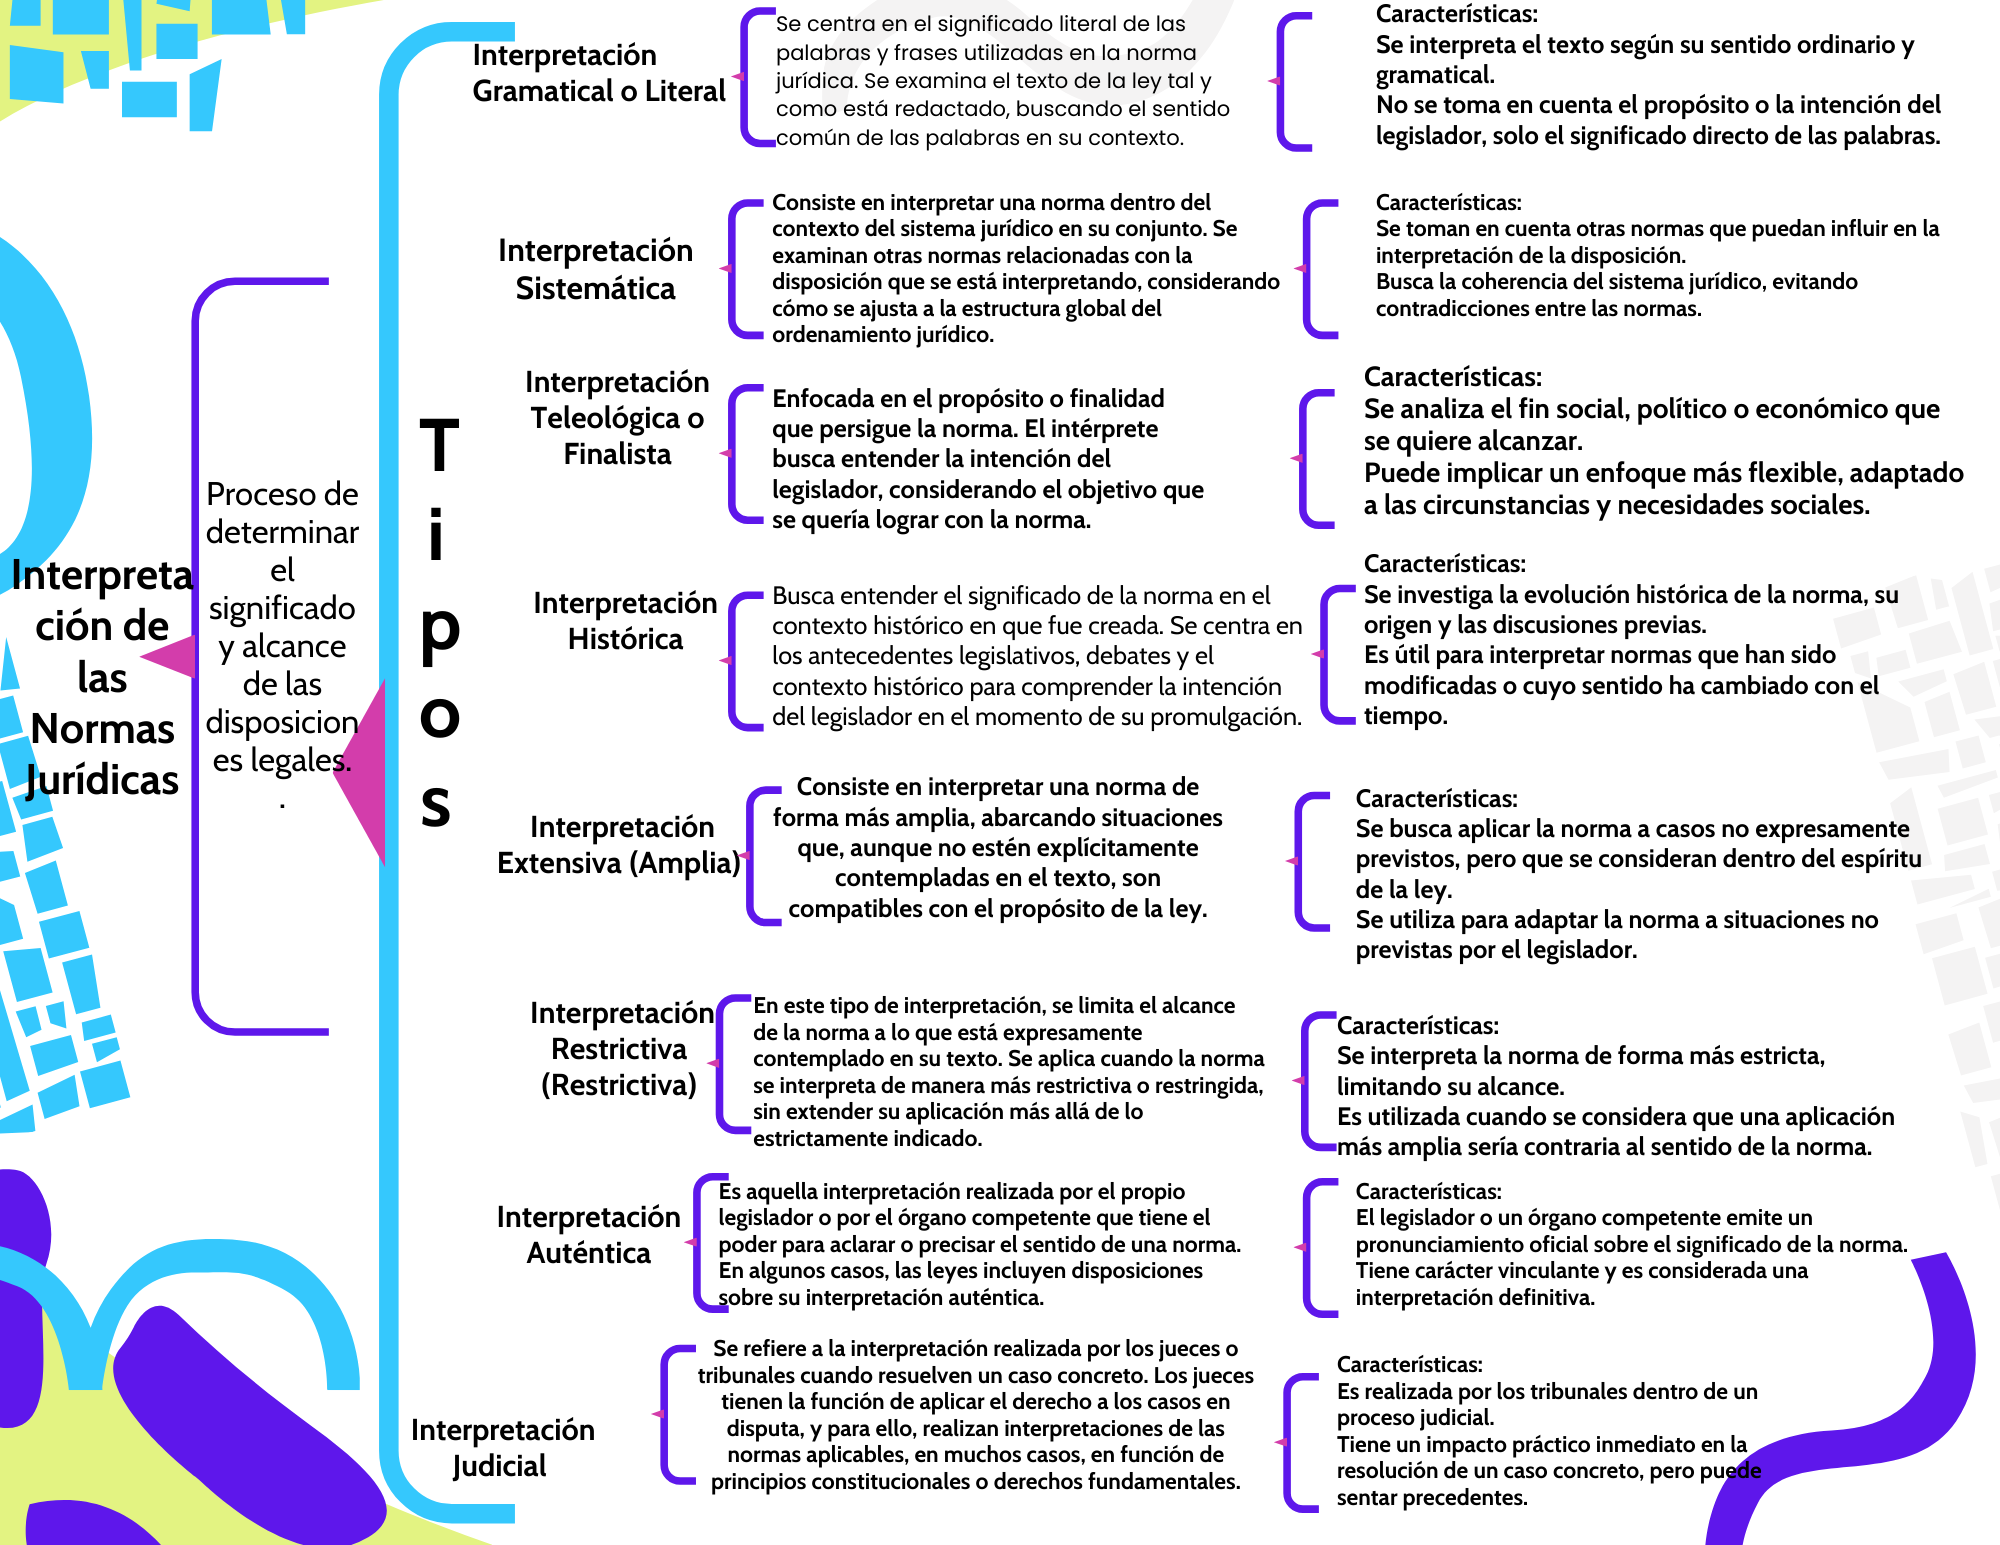 Interpreta
ción de
las
Normas
Jurídicas
Proceso de
determinar
el
significado
y alcance
de las
disposicion
es legales.
.
T
i
p
o
s
Interpretación
Gramatical o Literal
Se centra en el significado literal de las
palabras y frases utilizadas en la norma
jurídica. Se examina el texto de la ley tal y
como está redactado, buscando el sentido
común de las palabras en su contexto.
Características:
Se interpreta el texto según su sentido ordinario y
gramatical.
No se toma en cuenta el propósito o la intención del
legislador, solo el significado directo de las palabras.
Interpretación
Sistemática
Consiste en interpretar una norma dentro del
contexto del sistema jurídico en su conjunto. Se
examinan otras normas relacionadas con la
disposición que se está interpretando, considerando
cómo se ajusta a la estructura global del
ordenamiento jurídico.
Características:
Se toman en cuenta otras normas que puedan influir en la
interpretación de la disposición.
Busca la coherencia del sistema jurídico, evitando
contradicciones entre las normas.
Interpretación
Teleológica o
Finalista
Enfocada en el propósito o finalidad
que persigue la norma. El intérprete
busca entender la intención del
legislador, considerando el objetivo que
se quería lograr con la norma.
Características:
Se analiza el fin social, político o económico que
se quiere alcanzar.
Puede implicar un enfoque más flexible, adaptado
a las circunstancias y necesidades sociales.
Interpretación
Histórica
Busca entender el significado de la norma en el
contexto histórico en que fue creada. Se centra en
los antecedentes legislativos, debates y el
contexto histórico para comprender la intención
del legislador en el momento de su promulgación.
Características:
Se investiga la evolución histórica de la norma, su
origen y las discusiones previas.
Es útil para interpretar normas que han sido
modificadas o cuyo sentido ha cambiado con el
tiempo.
Interpretación
Extensiva (Amplia)
Consiste en interpretar una norma de
forma más amplia, abarcando situaciones
que, aunque no estén explícitamente
contempladas en el texto, son
compatibles con el propósito de la ley.
Características:
Se busca aplicar la norma a casos no expresamente
previstos, pero que se consideran dentro del espíritu
de la ley.
Se utiliza para adaptar la norma a situaciones no
previstas por el legislador.
Interpretación
Restrictiva
(Restrictiva)
En este tipo de interpretación, se limita el alcance
de la norma a lo que está expresamente
contemplado en su texto. Se aplica cuando la norma
se interpreta de manera más restrictiva o restringida,
sin extender su aplicación más allá de lo
estrictamente indicado.
Características:
Se interpreta la norma de forma más estricta,
limitando su alcance.
Es utilizada cuando se considera que una aplicación
más amplia sería contraria al sentido de la norma.
Interpretación
Auténtica
Es aquella interpretación realizada por el propio
legislador o por el órgano competente que tiene el
poder para aclarar o precisar el sentido de una norma.
En algunos casos, las leyes incluyen disposiciones
sobre su interpretación auténtica.
Características:
El legislador o un órgano competente emite un
pronunciamiento oficial sobre el significado de la norma.
Tiene carácter vinculante y es considerada una
interpretación definitiva.
Interpretación
Judicial
Se refiere a la interpretación realizada por los jueces o
tribunales cuando resuelven un caso concreto. Los jueces
tienen la función de aplicar el derecho a los casos en
disputa, y para ello, realizan interpretaciones de las
normas aplicables, en muchos casos, en función de
principios constitucionales o derechos fundamentales.
Características:
Es realizada por los tribunales dentro de un
proceso judicial.
Tiene un impacto práctico inmediato en la
resolución de un caso concreto, pero puede
sentar precedentes.